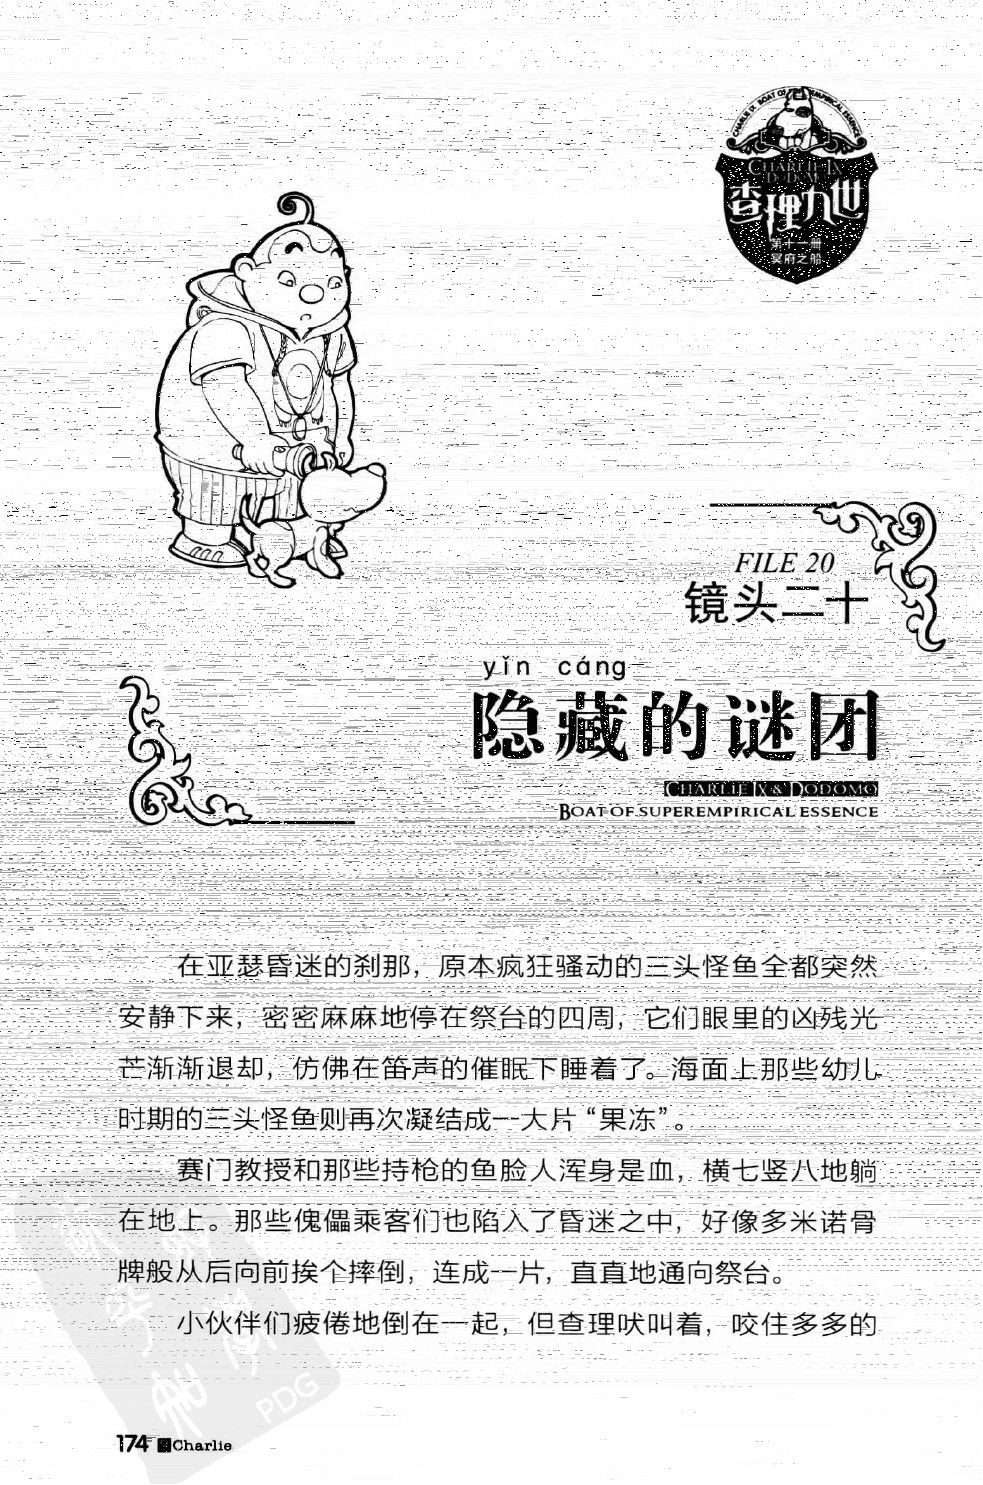 CHARLIE IX BOAT OF SUPEREMPIRICAL ESSENCE
CHARLIE IX
& DODOMO
查理九世
第十一册
冥府之船
FILE 20
镜头二十
yǐn cáng
隐藏的谜团
CHARLIE IX & DODOMO
BOAT OF SUPEREMPIRICAL ESSENCE
在亚瑟昏迷的刹那，原本疯狂骚动的三头怪鱼全都突然
安静下来，密密麻麻地停在祭台的四周，它们眼里的凶残光
芒渐渐退却，仿佛在笛声的催眠下睡着了。海面上那些幼儿
时期的三头怪鱼则再次凝结成一大片“果冻”。
赛门教授和那些持枪的鱼脸人浑身是血，横七竖八地躺
在地上。那些傀儡乘客们也陷入了昏迷之中，好像多米诺骨
牌般从后向前挨个摔倒，连成一片，直直地通向祭台。
小伙伴们疲倦地倒在一起，但查理吠叫着，咬住多多的
PDG
174 Charlie